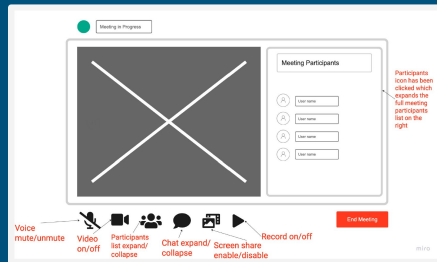 Meeting in Progress
Meeting Participants
User name
User name
User name
User name
Participants
icon has been
clicked which
expands the
full meeting
participants
list on the
right
Voice
mute/unmute
Video
on/off
Participants
list expand/
collapse
Chat expand/
collapse
Screen share
enable/disable
Record on/off
End Meeting
miro